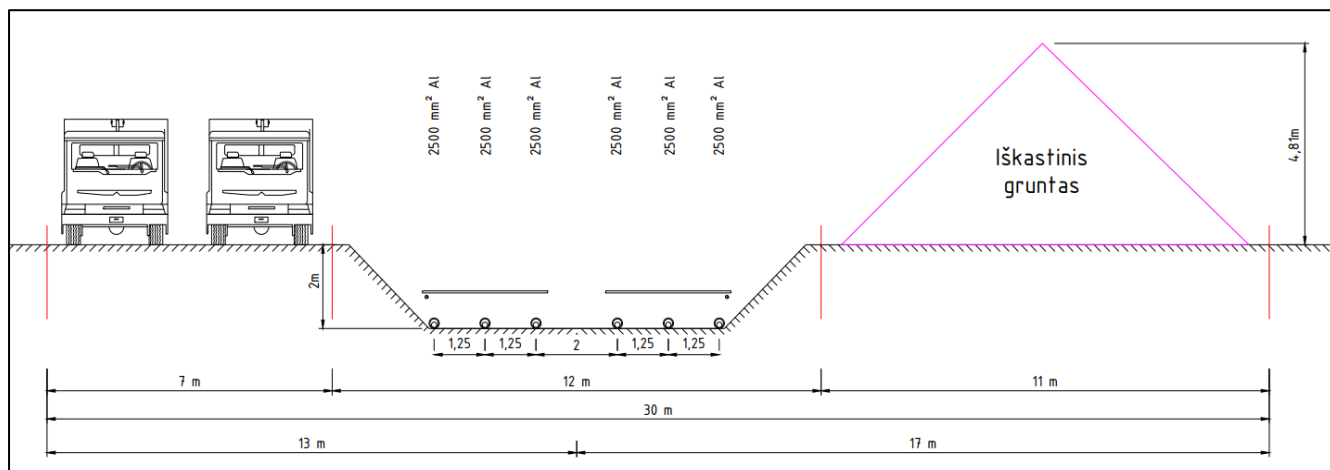 2500 mm² Al
2500 mm² Al
2500 mm² Al
2500 mm² Al
2500 mm² Al
2500 mm² Al
4,81m
Iškastinis
gruntas
2m
1,25
1,25
2
1,25
1,25
7 m
12 m
11 m
30 m
13 m
17 m